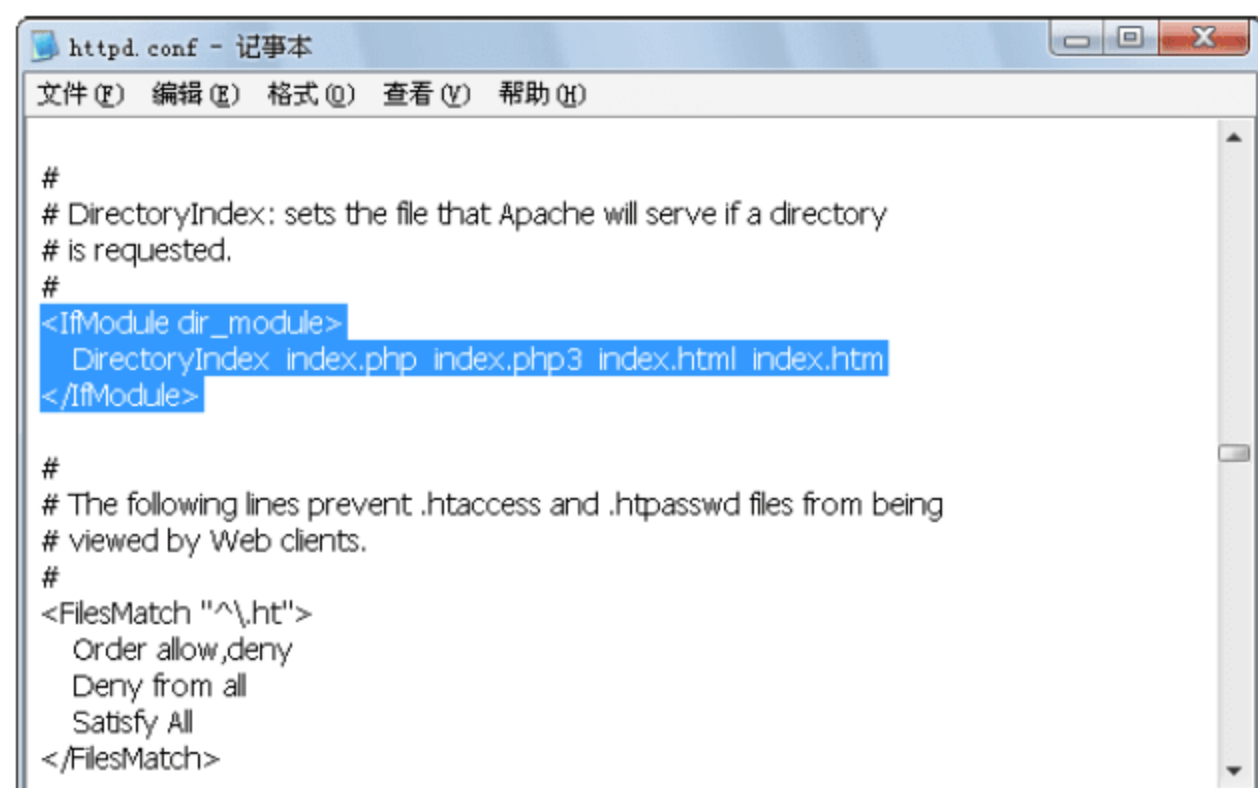 httpd.conf - 记事本
文件(F) 编辑(E) 格式(O) 查看(V) 帮助(H)
#
# DirectoryIndex: sets the file that Apache will serve if a directory
# is requested.
#
<IfModule dir_module>
    DirectoryIndex index.php index.php3 index.html index.htm
</IfModule>
#
# The following lines prevent .htaccess and .htpasswd files from being
# viewed by Web clients.
#
<FilesMatch "^\.ht">
    Order allow,deny
    Deny from all
    Satisfy All
</FilesMatch>